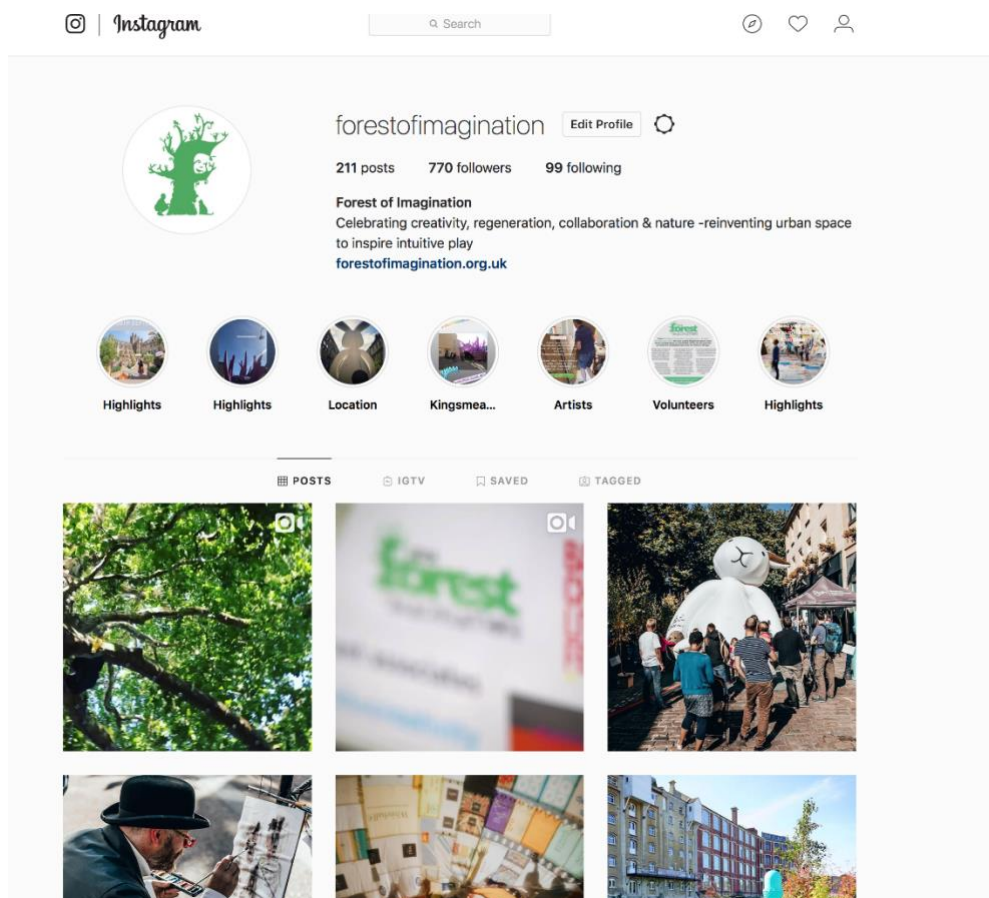 Instagram
Search
forestofimagination Edit Profile
211 posts 770 followers 99 following
Forest of Imagination
Celebrating creativity, regeneration, collaboration & nature -reinventing urban space
to inspire intuitive play
forestofimagination.org.uk
forest
Highlights Highlights Location Kingsmea... Artists Volunteers Highlights
POSTS IGTV SAVED TAGGED
forest